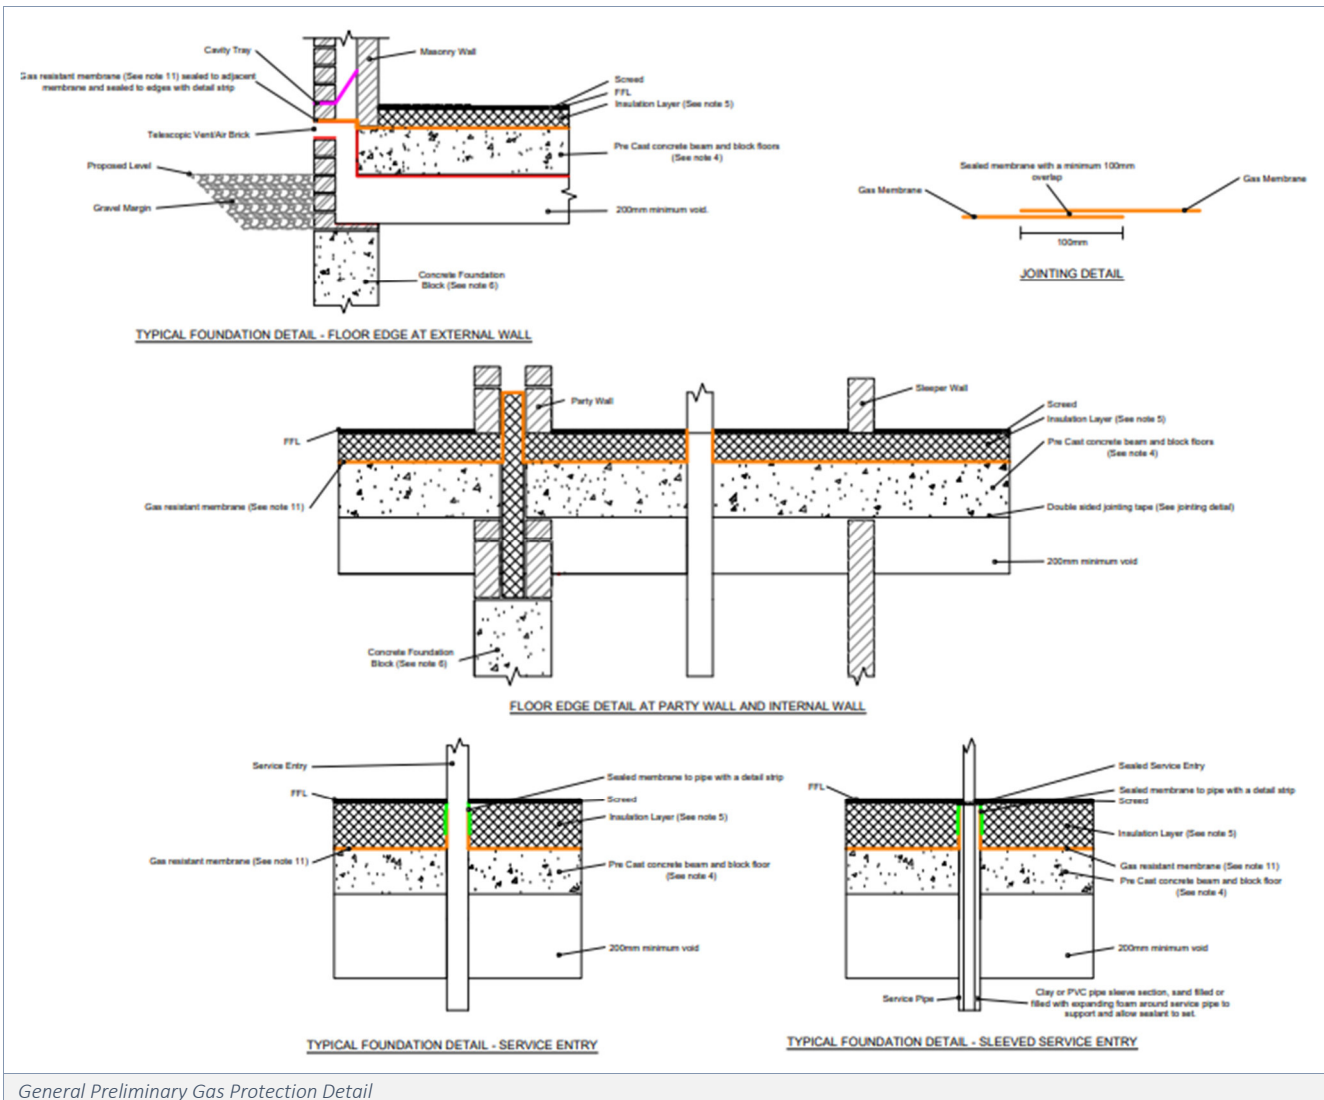 Cavity Tray
Masonry Wall
Gas resistant membrane (See note 11) sealed to adjacent
membrane and sealed to edges with detail strip
Screed
FFL
Insulation Layer (See note 5)
Telescopic Vent/Air Brick
Pre Cast concrete beam and block floors
(See note 4)
Proposed Level
Gravel Margin
200mm minimum void.
Concrete Foundation
Block (See note 6)
TYPICAL FOUNDATION DETAIL - FLOOR EDGE AT EXTERNAL WALL
Sealed membrane with a minimum 100mm
overlap
Gas Membrane
Gas Membrane
100mm
JOINTING DETAIL
Party Wall
Sleeper Wall
Screed
Insulation Layer (See note 5)
FFL
Pre Cast concrete beam and block floors
(See note 4)
Gas resistant membrane (See note 11)
Double sided jointing tape (See jointing detial)
200mm minimum void
Concrete Foundation
Block (See note 6)
FLOOR EDGE DETAIL AT PARTY WALL AND INTERNAL WALL
Service Entry
Sealed membrane to pipe with a detail strip
FFL
Screed
Insulation Layer (See note 5)
Gas resistant membrane (See note 11)
Pre Cast concrete beam and block floor
(See note 4)
200mm minimum void
TYPICAL FOUNDATION DETAIL - SERVICE ENTRY
Sealed Service Entry
FFL
Sealed membrane to pipe with a detail strip
Screed
Insulation Layer (See note 5)
Gas resistant membrane (See note 11)
Pre Cast concrete beam and block floor
(See note 4)
200mm minimum void
Service Pipe
Clay or PVC pipe sleeve section, sand filled or
filled with expanding foam around service pipe to
support and allow sealant to set.
TYPICAL FOUNDATION DETAIL - SLEEVED SERVICE ENTRY
General Preliminary Gas Protection Detail